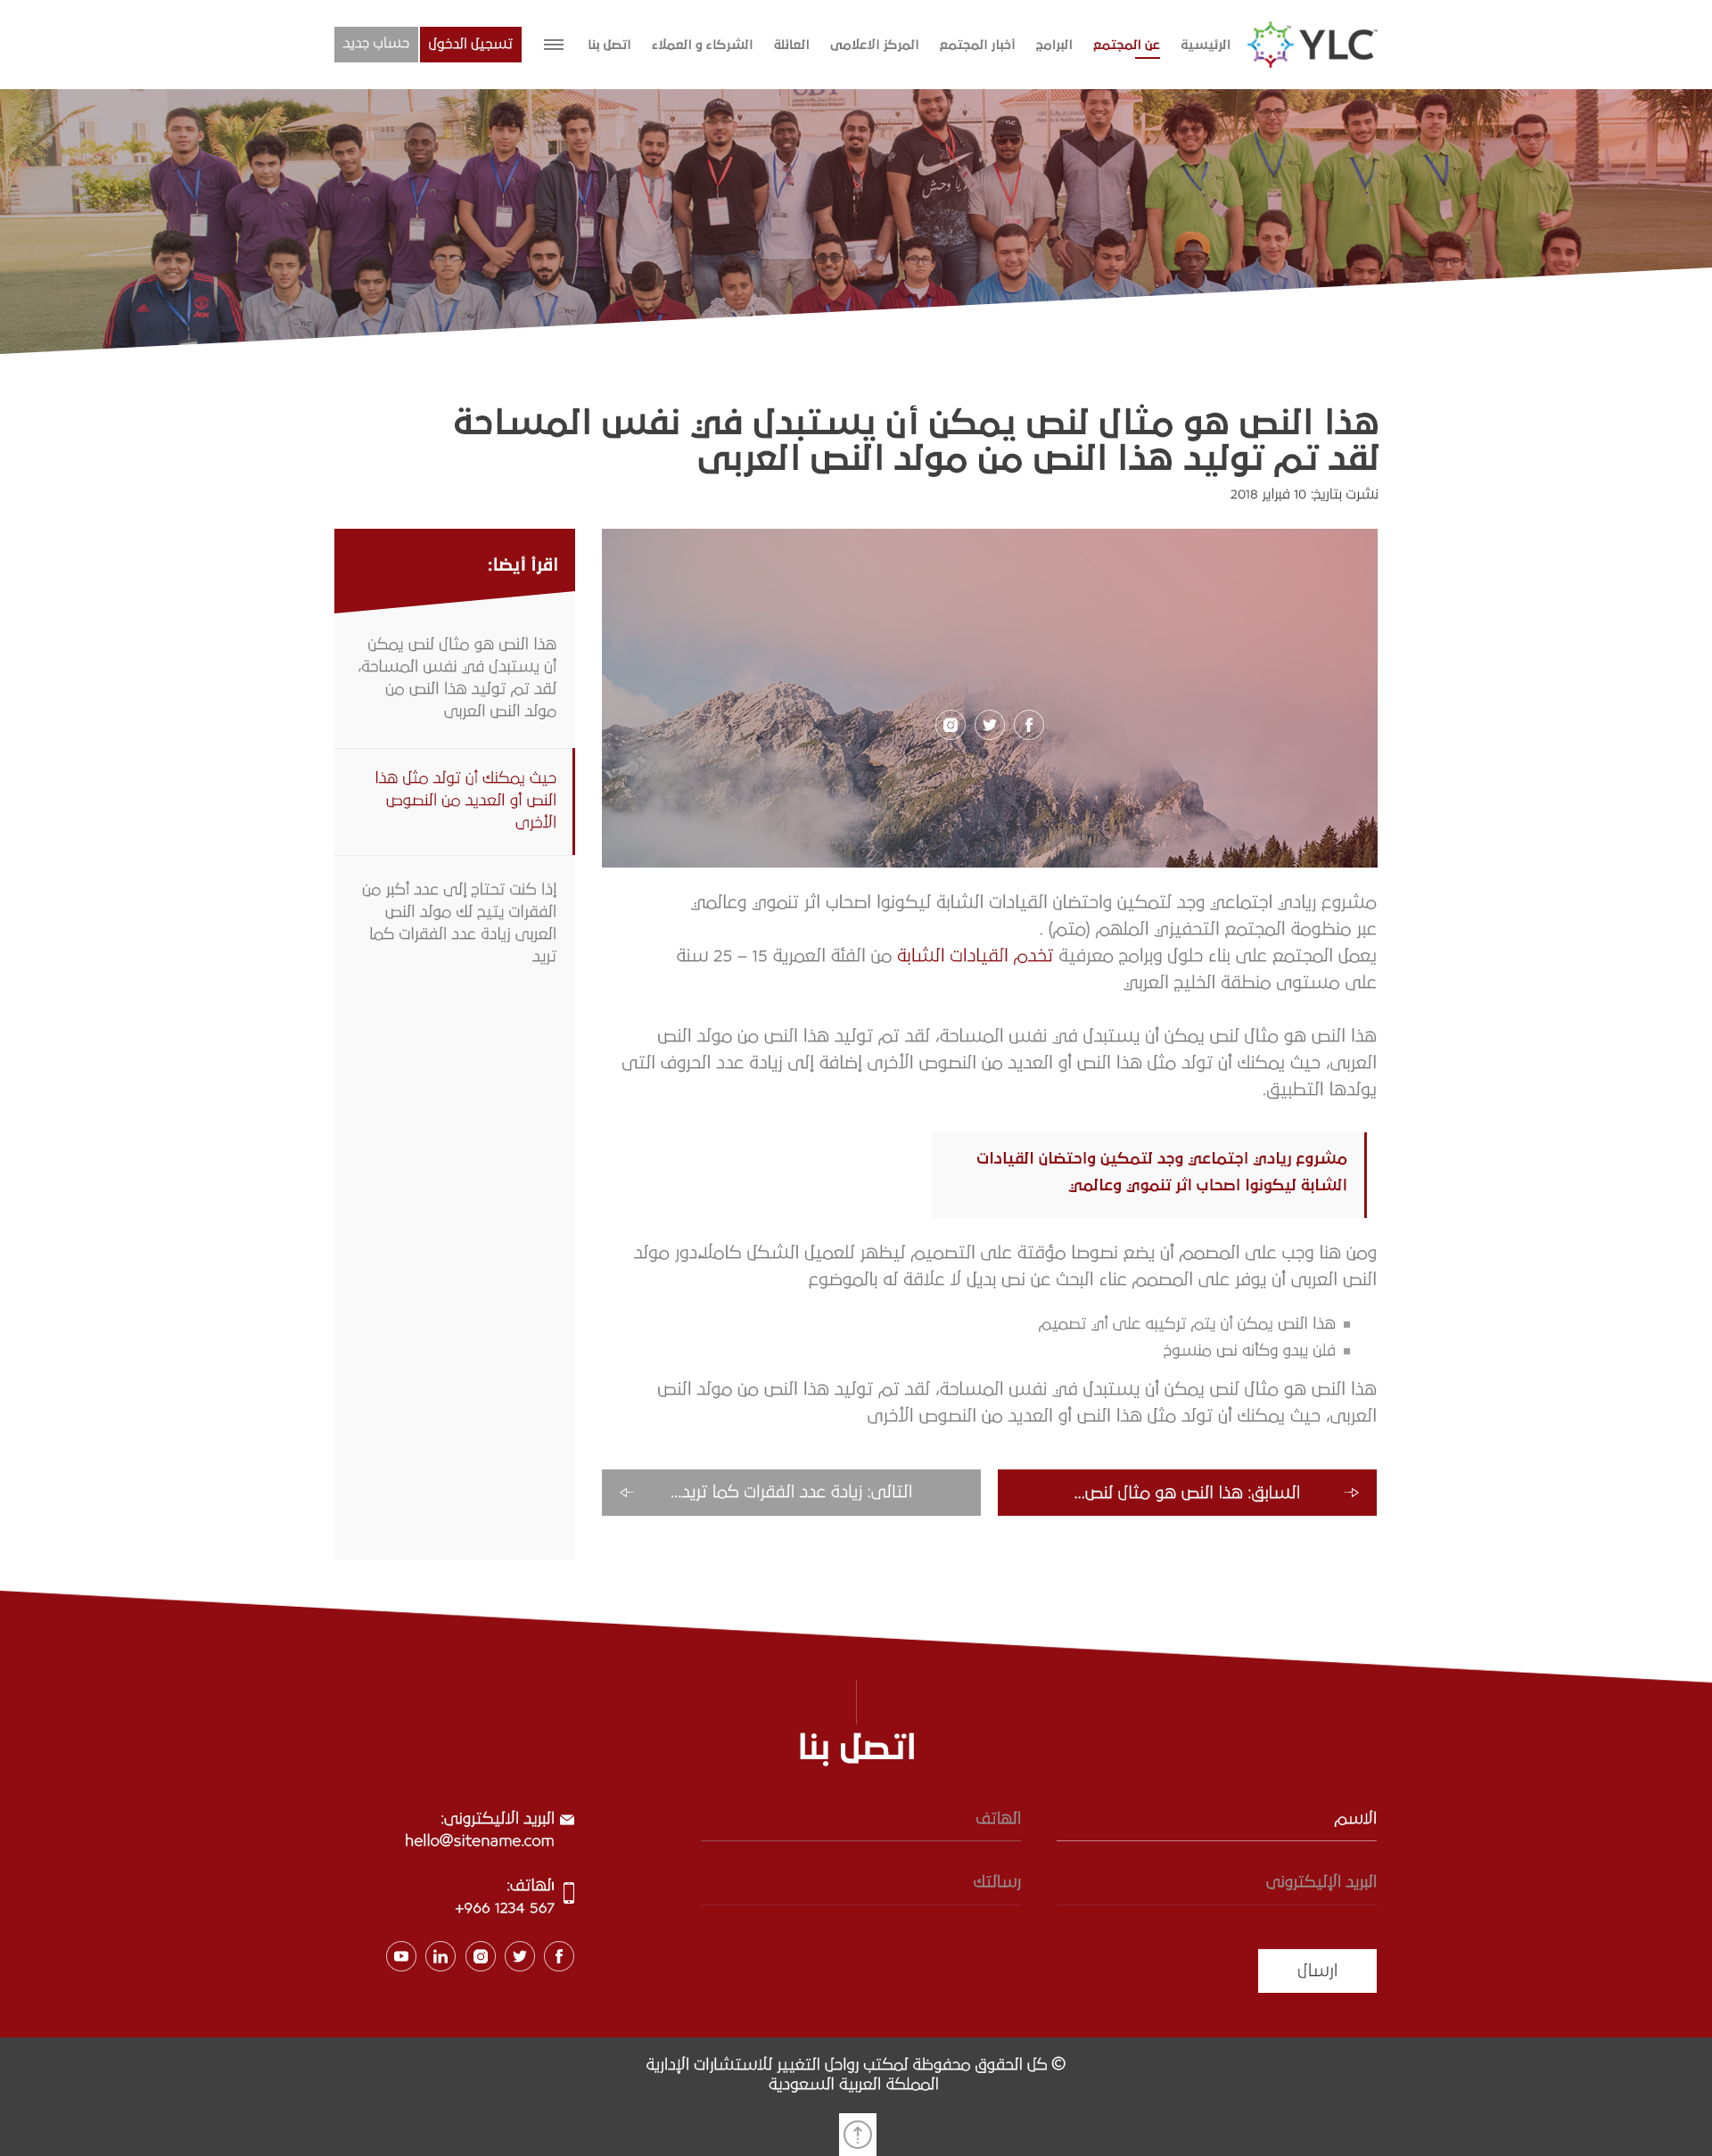 YLC
الرئيسية
عن المجتمع
البرامج
أخبار المجتمع
المركز الاعلامى
العائلة
الشركاء و العملاء
اتصل بنا
تسجيل الدخول
حساب جديد
هذا النص هو مثال لنص يمكن أن يستبدل في نفس المساحة
لقد تم توليد هذا النص من مولد النص العربى
نشرت بتاريخ: 10 فبراير 2018
مشروع ريادي اجتماعي وجد لتمكين واحتضان القيادات الشابة ليكونوا اصحاب اثر تنموي وعالمي
عبر منظومة المجتمع التحفيزي الملهم (متم) .
يعمل المجتمع على بناء حلول وبرامج معرفية تخدم القيادات الشابة من الفئة العمرية 15 – 25 سنة
على مستوى منطقة الخليج العربي
هذا النص هو مثال لنص يمكن أن يستبدل في نفس المساحة، لقد تم توليد هذا النص من مولد النص
العربى، حيث يمكنك أن تولد مثل هذا النص أو العديد من النصوص الأخرى إضافة إلى زيادة عدد الحروف التى
يولدها التطبيق.
مشروع ريادي اجتماعي وجد لتمكين واحتضان القيادات
الشابة ليكونوا اصحاب اثر تنموي وعالمي
ومن هنا وجب على المصمم أن يضع نصوصا مؤقتة على التصميم ليظهر للعميل الشكل كاملاً،دور مولد
النص العربى أن يوفر على المصمم عناء البحث عن نص بديل لا علاقة له بالموضوع
هذا النص يمكن أن يتم تركيبه على أي تصميم
فلن يبدو وكأنه نص منسوخ
هذا النص هو مثال لنص يمكن أن يستبدل في نفس المساحة، لقد تم توليد هذا النص من مولد النص
العربى، حيث يمكنك أن تولد مثل هذا النص أو العديد من النصوص الأخرى
السابق: هذا النص هو مثال لنص...
التالى: زيادة عدد الفقرات كما تريد...
اقرأ أيضا:
هذا النص هو مثال لنص يمكن
أن يستبدل في نفس المساحة،
لقد تم توليد هذا النص من
مولد النص العربى
حيث يمكنك أن تولد مثل هذا
النص أو العديد من النصوص
الأخرى
إذا كنت تحتاج إلى عدد أكبر من
الفقرات يتيح لك مولد النص
العربى زيادة عدد الفقرات كما
تريد
اتصل بنا
الاسم
الهاتف
البريد الإليكترونى
رسالتك
ارسال
البريد الاليكترونى:
hello@sitename.com
الهاتف:
+966 1234 567
© كل الحقوق محفوظة لمكتب رواحل التغيير للاستشارات الإدارية
المملكة العربية السعودية